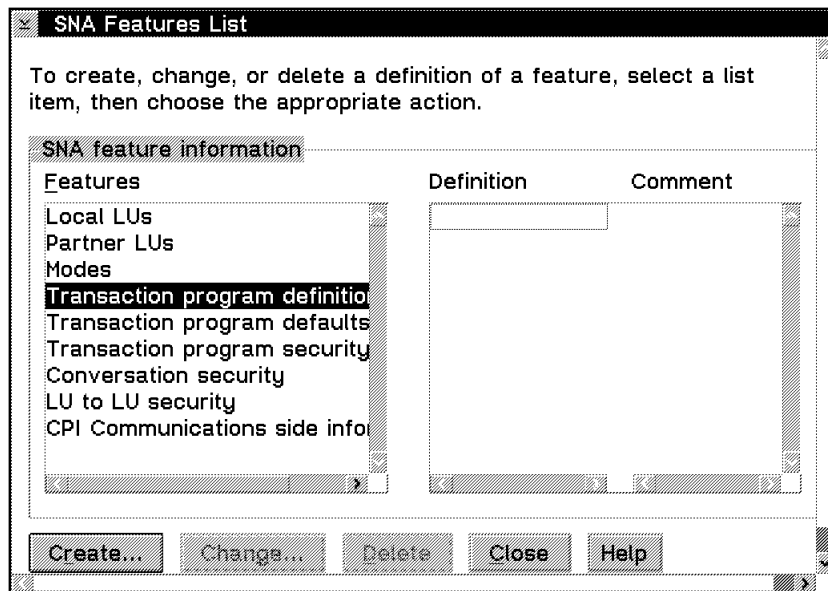 SNA Features List
To create, change, or delete a definition of a feature, select a list
item, then choose the appropriate action.
SNA feature information
Features
Definition
Comment
Local LUs
Partner LUs
Modes
Transaction program definitio
Transaction program defaults
Transaction program security
Conversation security
LU to LU security
CPI Communications side info
Create... Change... Delete Close Help